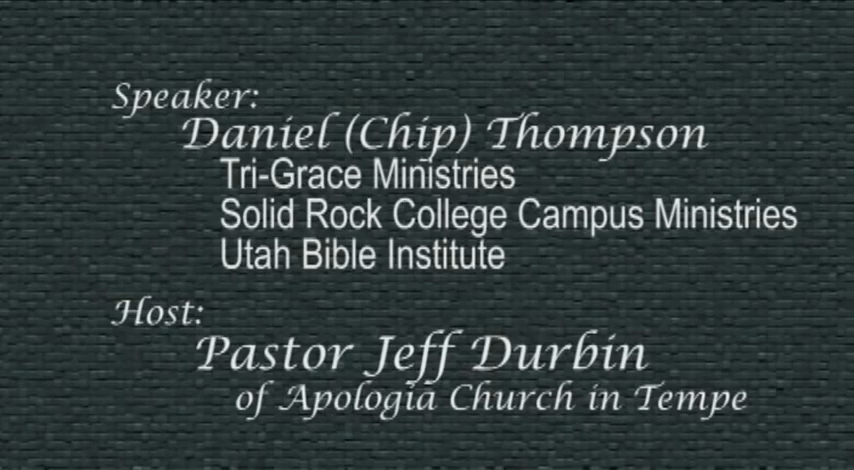 Speaker:
Daniel (Chip) Thompson
Tri-Grace Ministries
Solid Rock College Campus Ministries
Utah Bible Institute
Host:
Pastor Jeff Durbin
of Apologia Church in Tempe